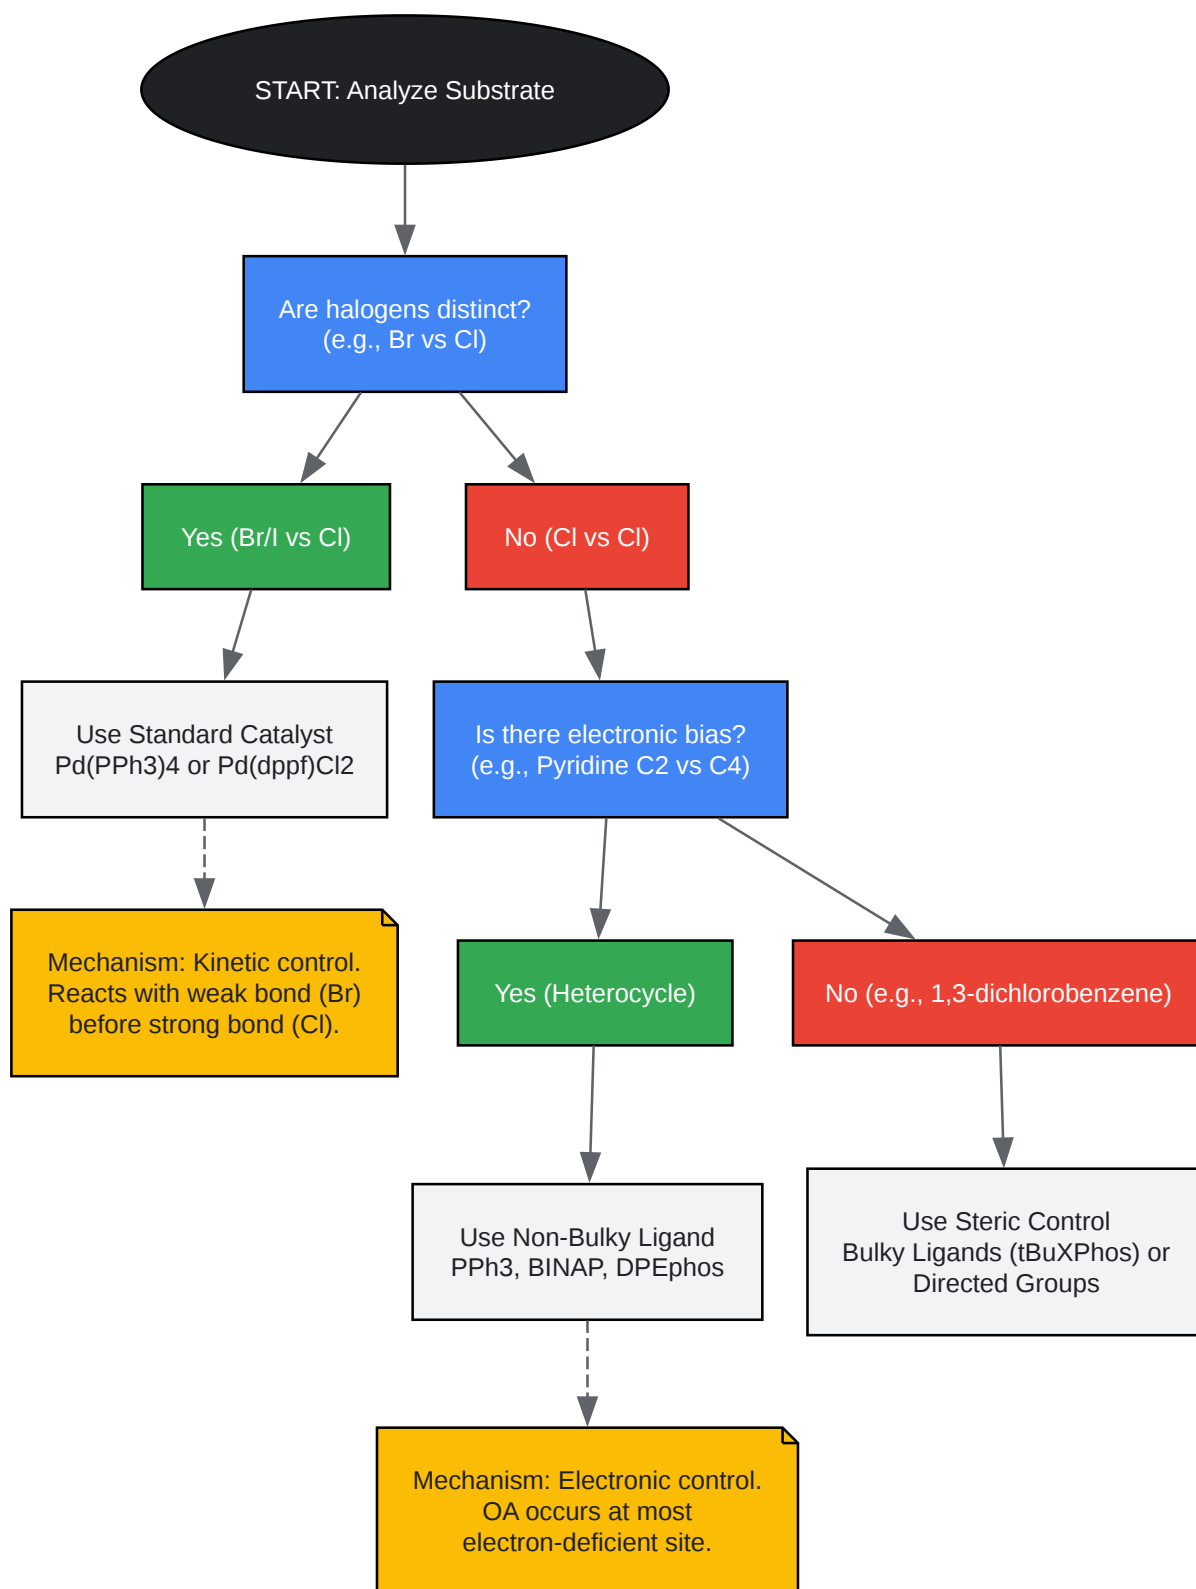 START: Analyze Substrate
Are halogens distinct?
(e.g., Br vs Cl)
Yes (Br/I vs Cl)
No (Cl vs Cl)
Use Standard Catalyst
Pd(PPh3)4 or Pd(dppf)Cl2
Is there electronic bias?
(e.g., Pyridine C2 vs C4)
Mechanism: Kinetic control.
Reacts with weak bond (Br)
before strong bond (Cl).
Yes (Heterocycle)
No (e.g., 1,3-dichlorobenzene)
Use Non-Bulky Ligand
PPh3, BINAP, DPEphos
Use Steric Control
Bulky Ligands (tBuXPhos) or
Directed Groups
Mechanism: Electronic control.
OA occurs at most
electron-deficient site.